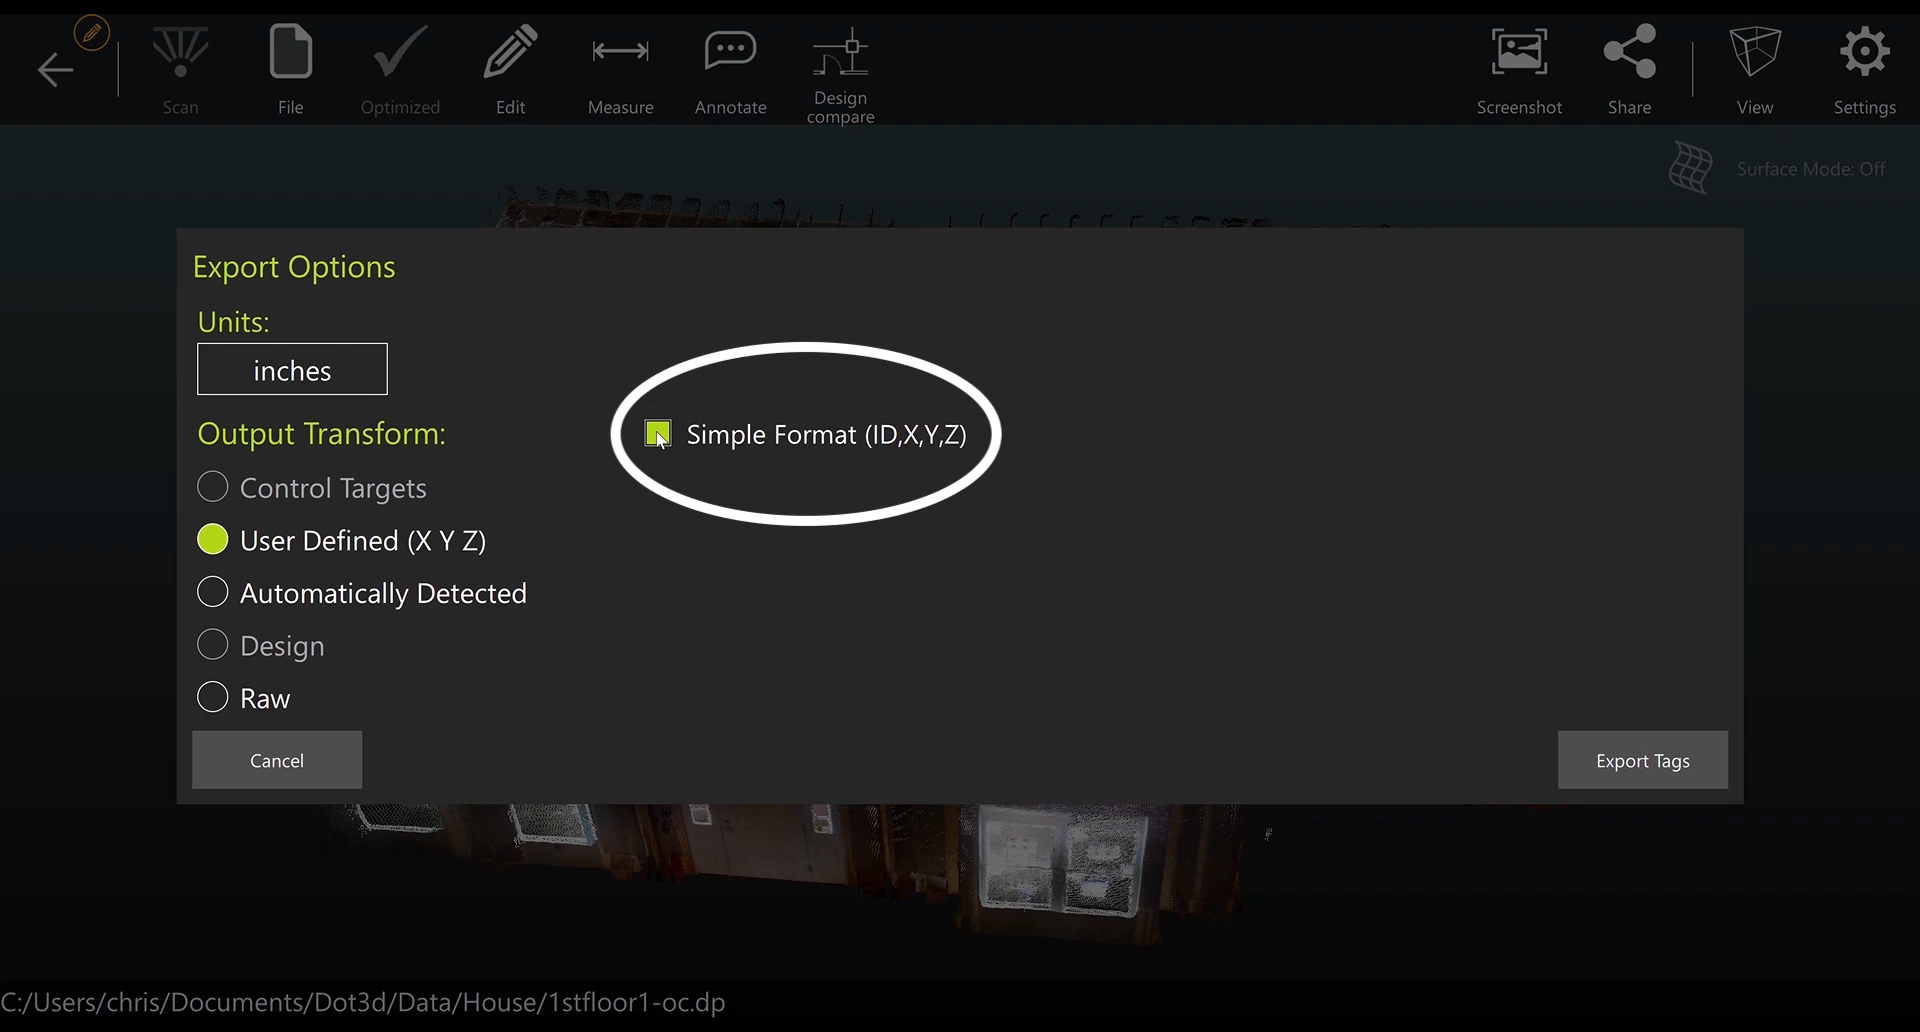 Scan
File
Optimized
Edit
Measure
Annotate
Design
compare
Screenshot
Share
View
Settings
Surface Mode: Off
Export Options
Units:
inches
Output Transform:
Simple Format (ID,X,Y,Z)
Control Targets
User Defined (X Y Z)
Automatically Detected
Design
Raw
Cancel
Export Tags
C:/Users/chris/Documents/Dot3d/Data/House/1stfloor1-oc.dp